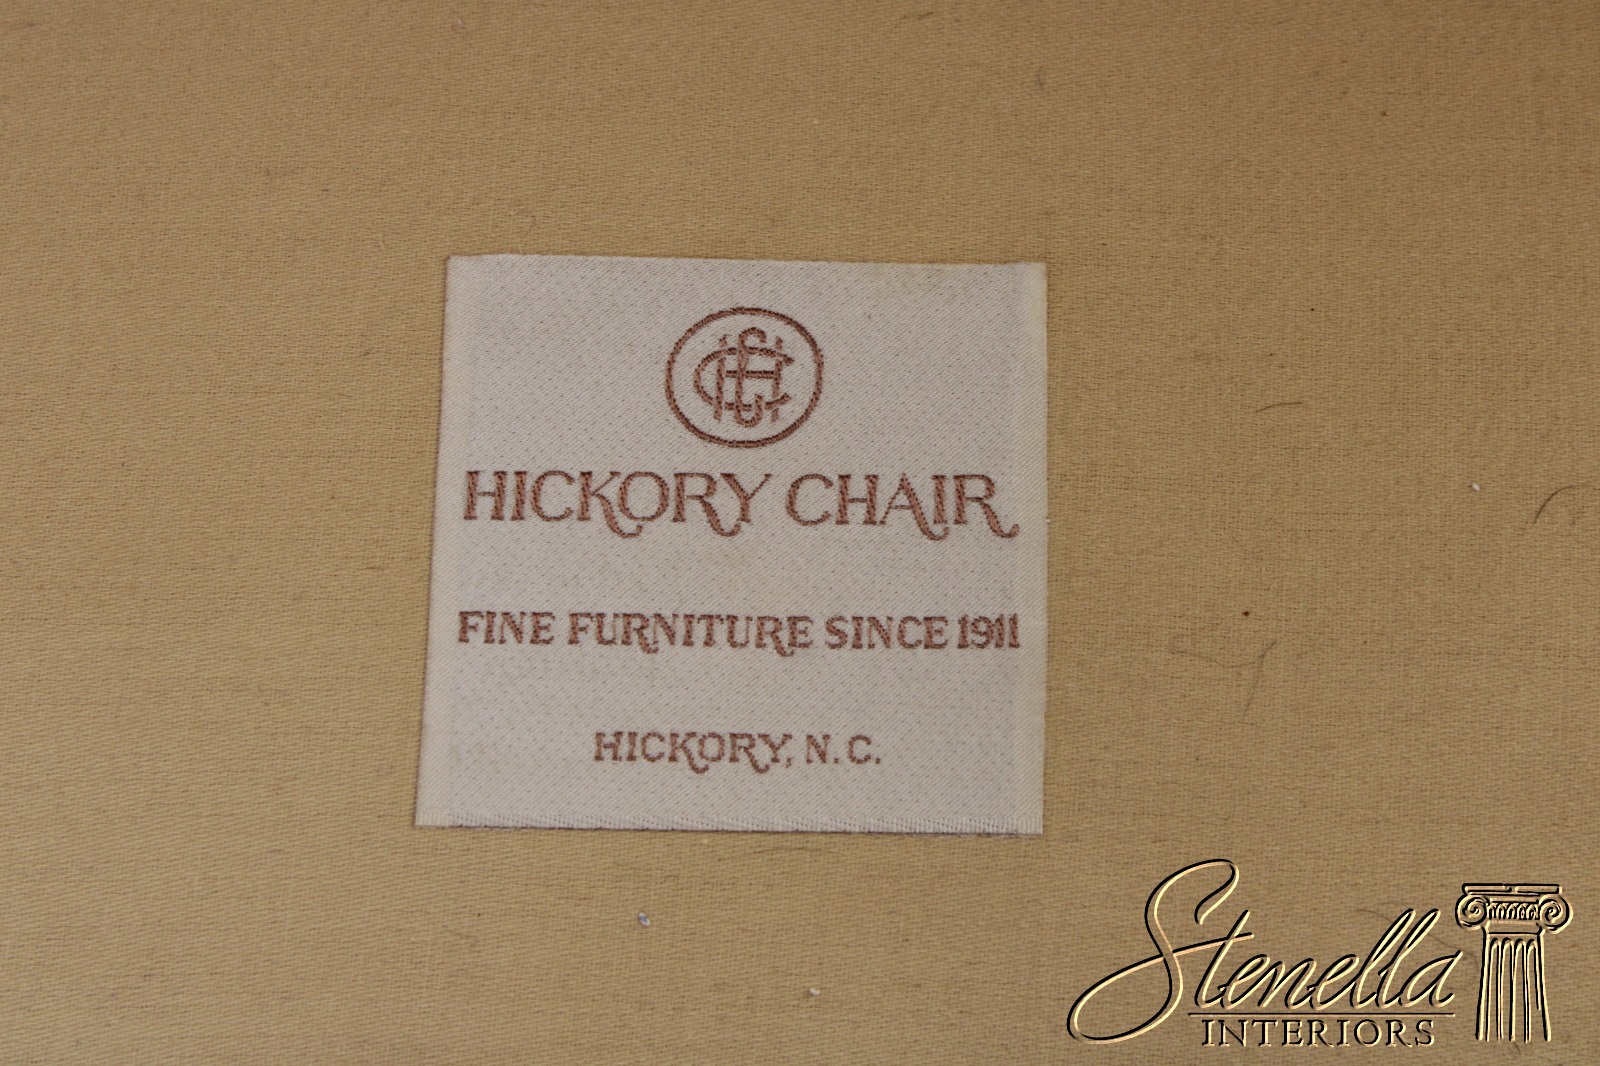 HICKORY CHAIR
FINE FURNITURE SINCE 1911
HICKORY, N.C.
Stenella
INTERIORS